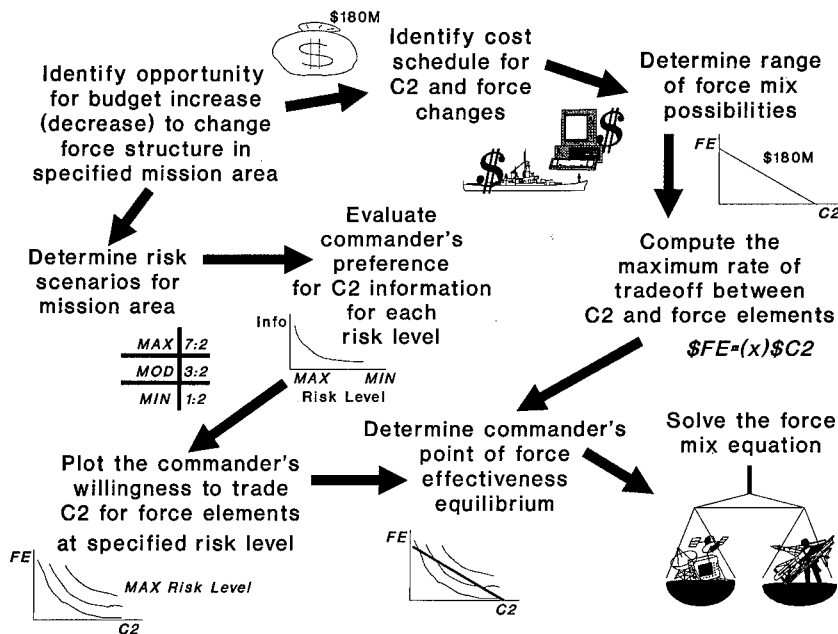 Identify opportunity
for budget increase
(decrease) to change
force structure in
specified mission area
$180M
$
Identify cost
schedule for
C2 and force
changes
$
$
Determine range
of force mix
possibilities
FE
$180M
C2
Determine risk
scenarios for
mission area
MAX 7:2
MOD 3:2
MIN 1:2
Evaluate
commander's
preference
for C2 information
for each
risk level
Info
MAX MIN
Risk Level
Compute the
maximum rate of
tradeoff between
C2 and force elements
$FE=(x)$C2
Plot the commander's
willingness to trade
C2 for force elements
at specified risk level
FE
MAX Risk Level
C2
Determine commander's
point of force
effectiveness
equilibrium
FE
C2
Solve the force
mix equation